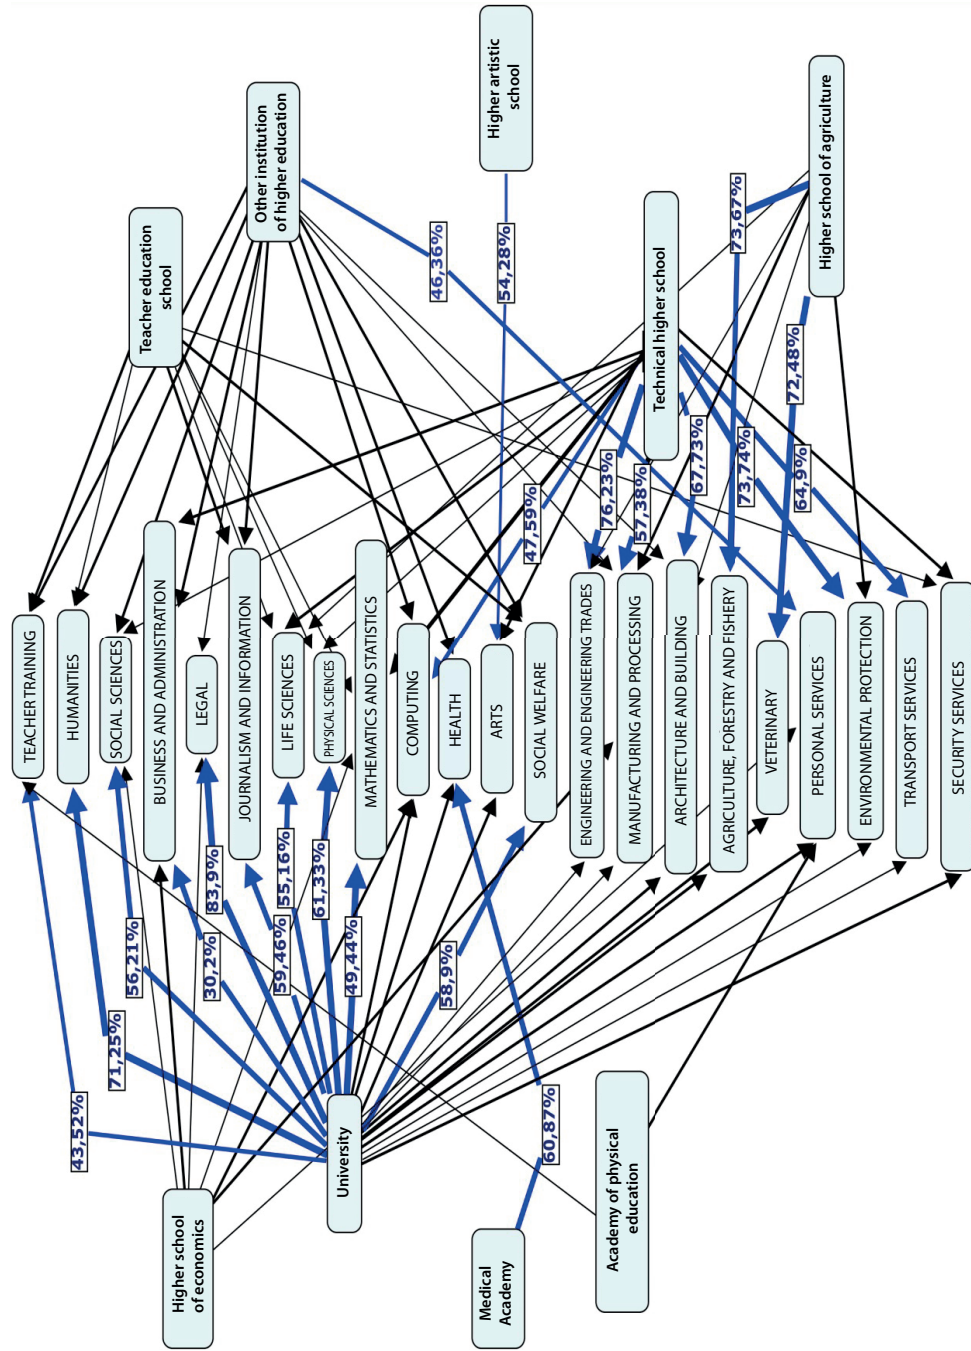 Higher school
of economics
University
Medical
Academy
Academy of physical
education
43,52%
71,25%
56,21%
30,2%
83,9%
59,46%
55,16%
61,33%
49,44%
58,9%
60,87%
TEACHER TRAINING
HUMANITIES
SOCIAL SCIENCES
BUSINESS AND ADMINISTRATION
LEGAL
JOURNALISM AND INFORMATION
LIFE SCIENCES
PHYSICAL SCIENCES
MATHEMATICS AND STATISTICS
COMPUTING
HEALTH
ARTS
SOCIAL WELFARE
ENGINEERING AND ENGINEERING TRADES
MANUFACTURING AND PROCESSING
ARCHITECTURE AND BUILDING
AGRICULTURE, FORESTRY AND FISHERY
VETERINARY
PERSONAL SERVICES
ENVIRONMENTAL PROTECTION
TRANSPORT SERVICES
SECURITY SERVICES
46,36%
54,28%
47,59%
76,23%
57,38%
67,73%
73,67%
73,74%
72,48%
64,9%
Teacher education
school
Other institution
of higher education
Higher artistic
school
Technical higher school
Higher school of agriculture